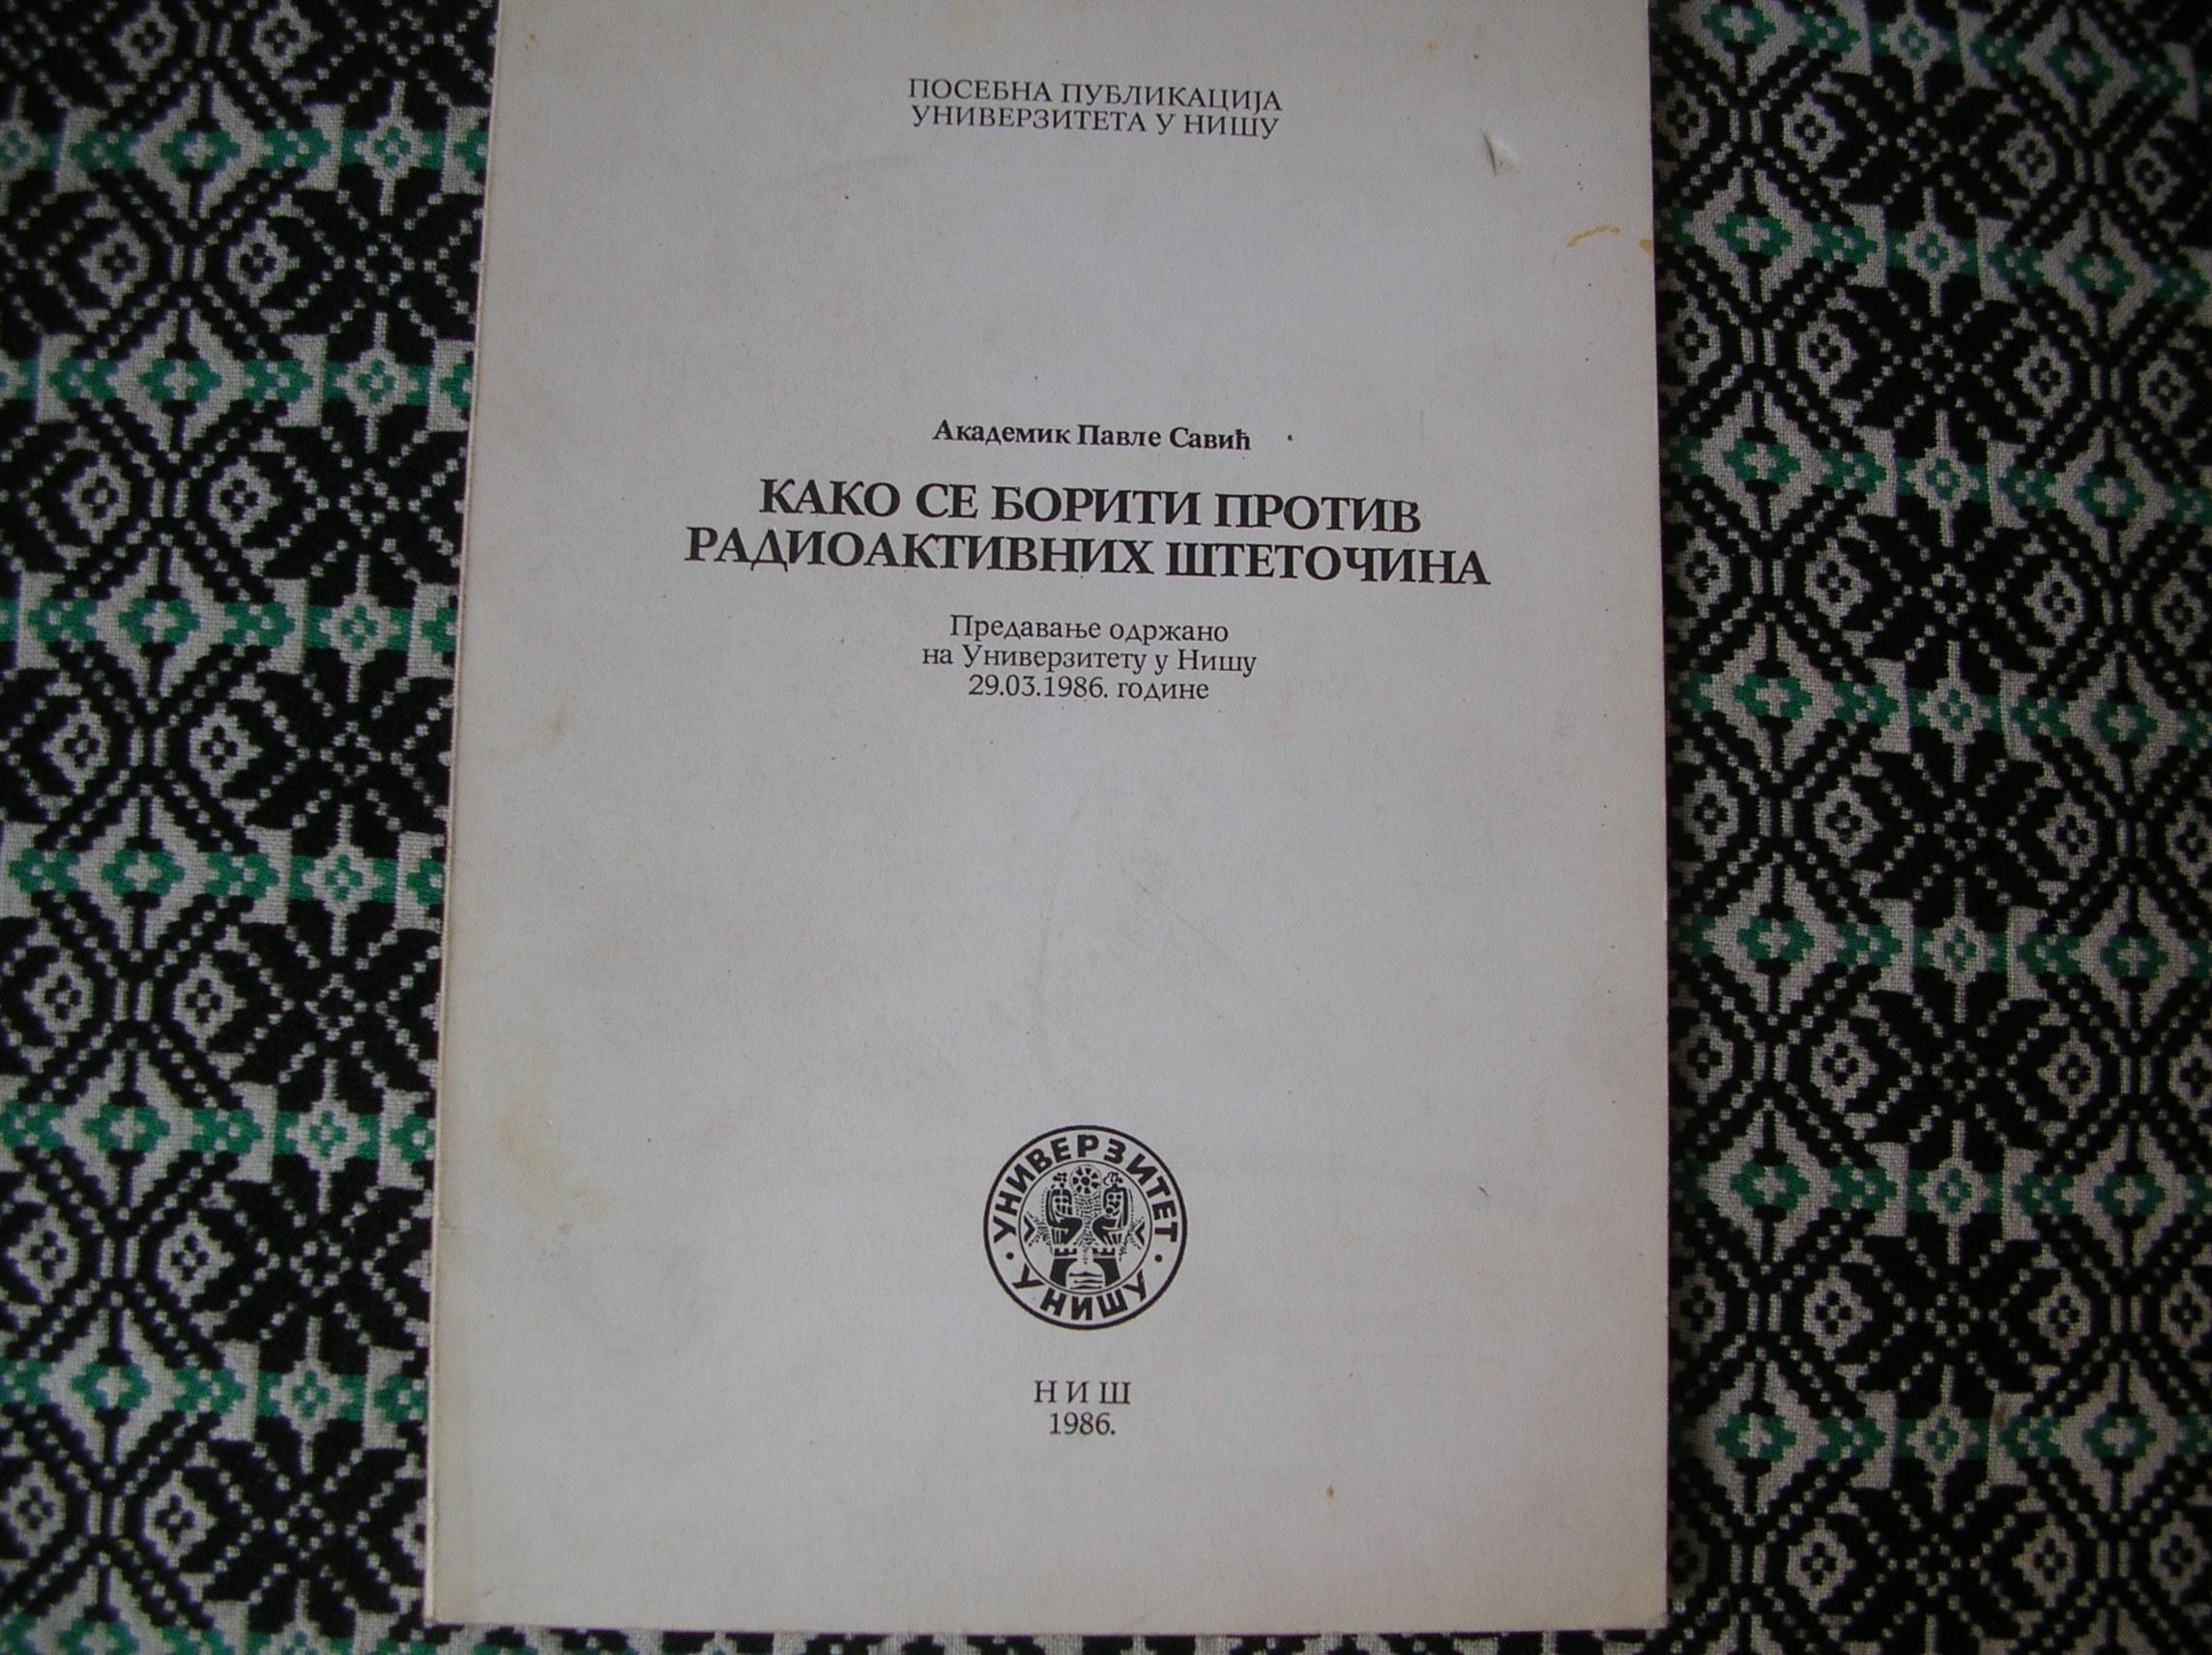 ПОСЕБНА ПУБЛИКАЦИЈА
УНИВЕРЗИТЕТА У НИШУ
Академик Павле Савић
КАКО СЕ БОРИТИ ПРОТИВ
РАДИОАКТИВНИХ ШТЕТОЧИНА
Предавање одржано
на Универзитету у Нишу
29.03.1986. године
УНИВЕРЗИТЕТ
У НИШУ
НИШ
1986.